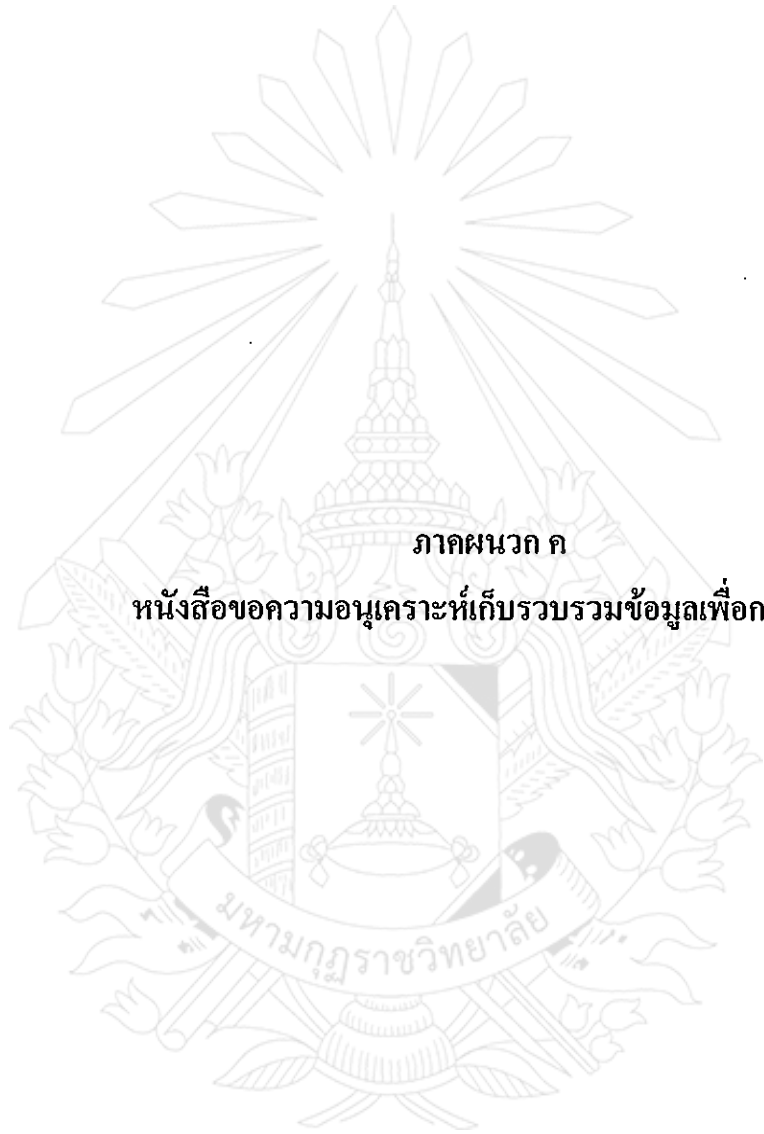 ภาคผนวก ค
หนังสือขอความอนุเคราะห์เก็บรวบรวมข้อมูลเพื่อก
มหามกุฏราชวิทยาลัย